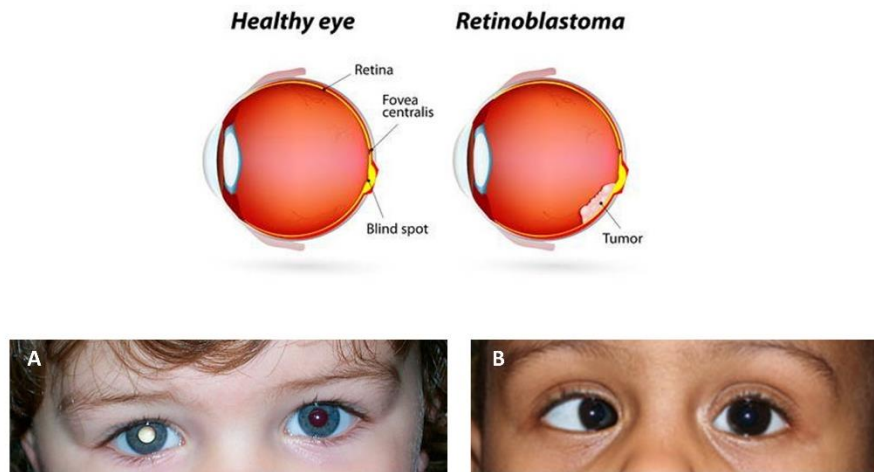 Healthy eye
Retinoblastoma
Retina
Fovea
centralis
Blind spot
Tumor
A
B